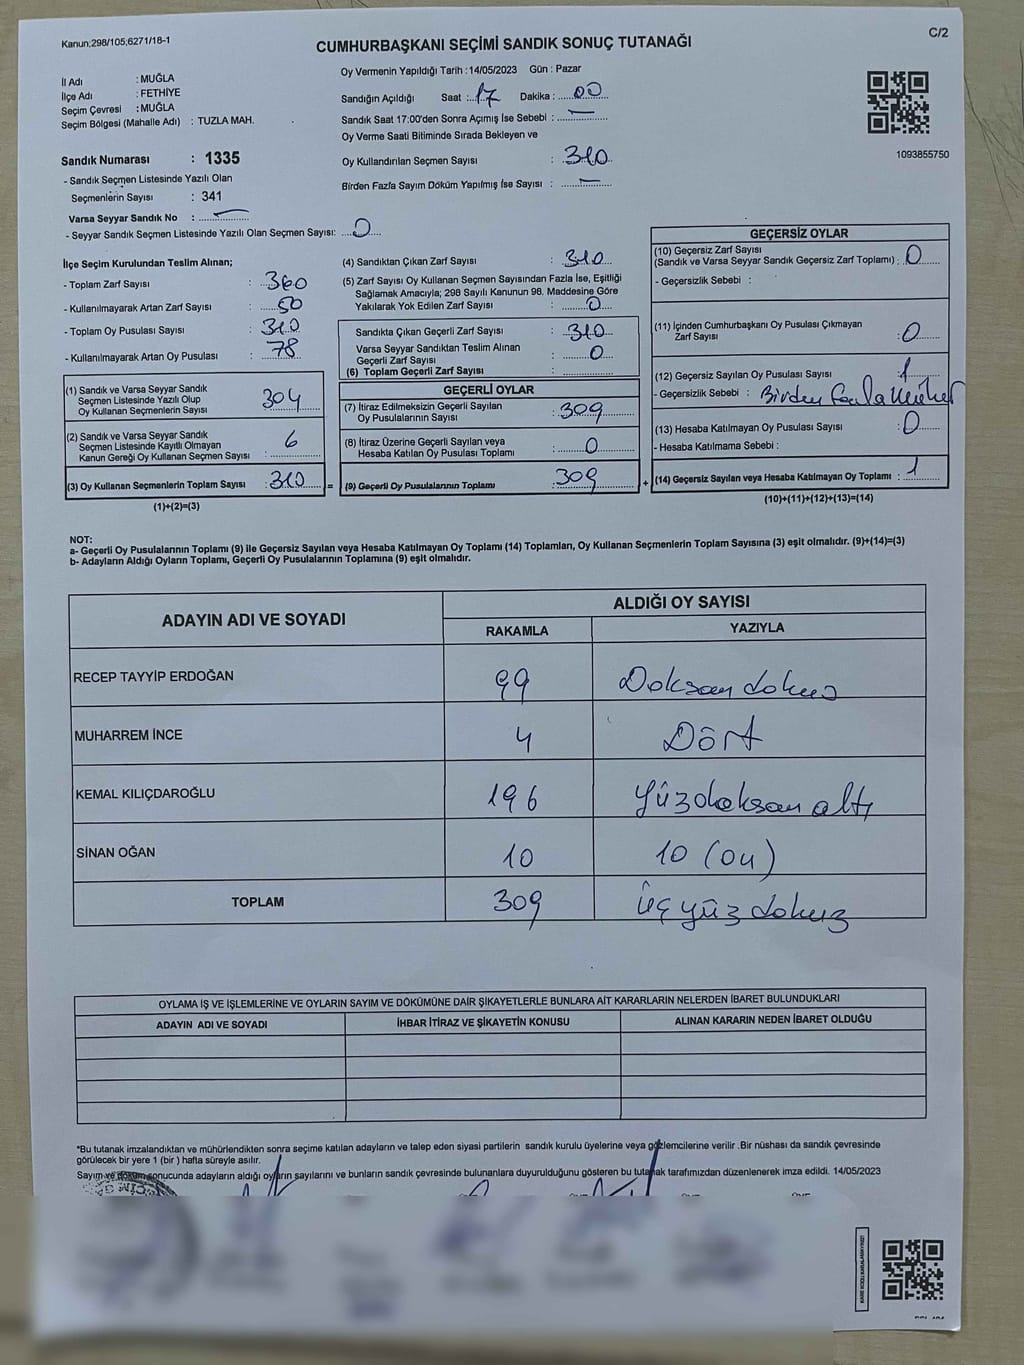 Kanun;298/105;6271/18-1
C/2
CUMHURBAŞKANI SEÇİMİ SANDIK SONUÇ TUTANAĞI
İl Adı : MUĞLA
İlçe Adı : FETHİYE
Seçim Çevresi : MUĞLA
Seçim Bölgesi (Mahalle Adı) : TUZLA MAH.
Sandık Numarası : 1335
- Sandık Seçmen Listesinde Yazılı Olan
Seçmenlerin Sayısı : 341
Varsa Seyyar Sandık No : —
- Seyyar Sandık Seçmen Listesinde Yazılı Olan Seçmen Sayısı: 0
Oy Vermenin Yapıldığı Tarih : 14/05/2023 Gün : Pazar
Sandığın Açıldığı Saat : 17 Dakika : 00
Sandık Saat 17:00'den Sonra Açmış İse Sebebi : —
Oy Verme Saati Bitiminde Sırada Bekleyen ve
Oy Kullandırılan Seçmen Sayısı : 310
Birden Fazla Sayım Döküm Yapılmış İse Sayısı : —
1093855750
İlçe Seçim Kurulundan Teslim Alınan;
- Toplam Zarf Sayısı : 360
- Kullanılmayarak Artan Zarf Sayısı : 50
- Toplam Oy Pusulası Sayısı : 310
- Kullanılmayarak Artan Oy Pusulası : 78
(1) Sandık ve Varsa Seyyar Sandık
Seçmen Listesinde Yazılı Olup
Oy Kullanan Seçmenlerin Sayısı : 304
(2) Sandık ve Varsa Seyyar Sandık
Seçmen Listesinde Kayıtlı Olmayan
Kanun Gereği Oy Kullanan Seçmen Sayısı : 6
(3) Oy Kullanan Seçmenlerin Toplam Sayısı : 310 =
(1)+(2)=(3)
(4) Sandıktan Çıkan Zarf Sayısı : 310
(5) Zarf Sayısı Oy Kullanan Seçmen Sayısından Fazla İse, Eşitliği
Sağlamak Amacıyla; 298 Sayılı Kanunun 98. Maddesine Göre
Yakılarak Yok Edilen Zarf Sayısı : 0
Sandıkta Çıkan Geçerli Zarf Sayısı : 310
Varsa Seyyar Sandıktan Teslim Alınan
Geçerli Zarf Sayısı : 0
(6) Toplam Geçerli Zarf Sayısı :
GEÇERLİ OYLAR
(7) İtiraz Edilmeksizin Geçerli Sayılan
Oy Pusulalarının Sayısı : 309
(8) İtiraz Üzerine Geçerli Sayılan veya
Hesaba Katılan Oy Pusulası Toplamı : 0
(9) Geçerli Oy Pusulalarının Toplamı : 309 +
GEÇERSİZ OYLAR
(10) Geçersiz Zarf Sayısı
(Sandık ve Varsa Seyyar Sandık Geçersiz Zarf Toplamı) : 0
- Geçersizlik Sebebi :
(11) İçinden Cumhurbaşkanı Oy Pusulası Çıkmayan
Zarf Sayısı : 0
(12) Geçersiz Sayılan Oy Pusulası Sayısı : 1
- Geçersizlik Sebebi : Birden fazla Mühür
(13) Hesaba Katılmayan Oy Pusulası Sayısı : 0
- Hesaba Katılmama Sebebi :
(14) Geçersiz Sayılan veya Hesaba Katılmayan Oy Toplamı : 1
(10)+(11)+(12)+(13)=(14)
NOT:
a- Geçerli Oy Pusulalarının Toplamı (9) ile Geçersiz Sayılan veya Hesaba Katılmayan Oy Toplamı (14) Toplamları, Oy Kullanan Seçmenlerin Toplam Sayısına (3) eşit olmalıdır. (9)+(14)=(3)
b- Adayların Aldığı Oyların Toplamı, Geçerli Oy Pusulalarının Toplamına (9) eşit olmalıdır.
ADAYIN ADI VE SOYADI ALDIĞI OY SAYISI
RAKAMLA YAZIYLA
RECEP TAYYİP ERDOĞAN 99 Doksan dokuz
MUHARREM İNCE 4 Dört
KEMAL KILIÇDAROĞLU 196 Yüzdoksan altı
SİNAN OĞAN 10 10 (on)
TOPLAM 309 üçyüz dokuz
OYLAMA İŞ VE İŞLEMLERİNE VE OYLARIN SAYIM VE DÖKÜMÜNE DAİR ŞİKAYETLERLE BUNLARA AİT KARARLARIN NELERDEN İBARET BULUNDUKLARI
ADAYIN ADI VE SOYADI İHBAR İTİRAZ VE ŞİKAYETİN KONUSU ALINAN KARARIN NEDEN İBARET OLDUĞU
*Bu tutanak imzalandıktan ve mühürlendikten sonra seçime katılan adayların ve talep eden siyasi partilerin sandık kurulu üyelerine veya gözlemcilerine verilir .Bir nüshası da sandık çevresinde
görülecek bir yere 1 (bir ) hafta süreyle asılır.
Sayım ve döküm sonucunda adayların aldığı oyların sayılarını ve bunların sandık çevresinde bulunanlara duyurulduğunu gösteren bu tutanak tarafımızdan düzenlenerek imza edildi. 14/05/2023